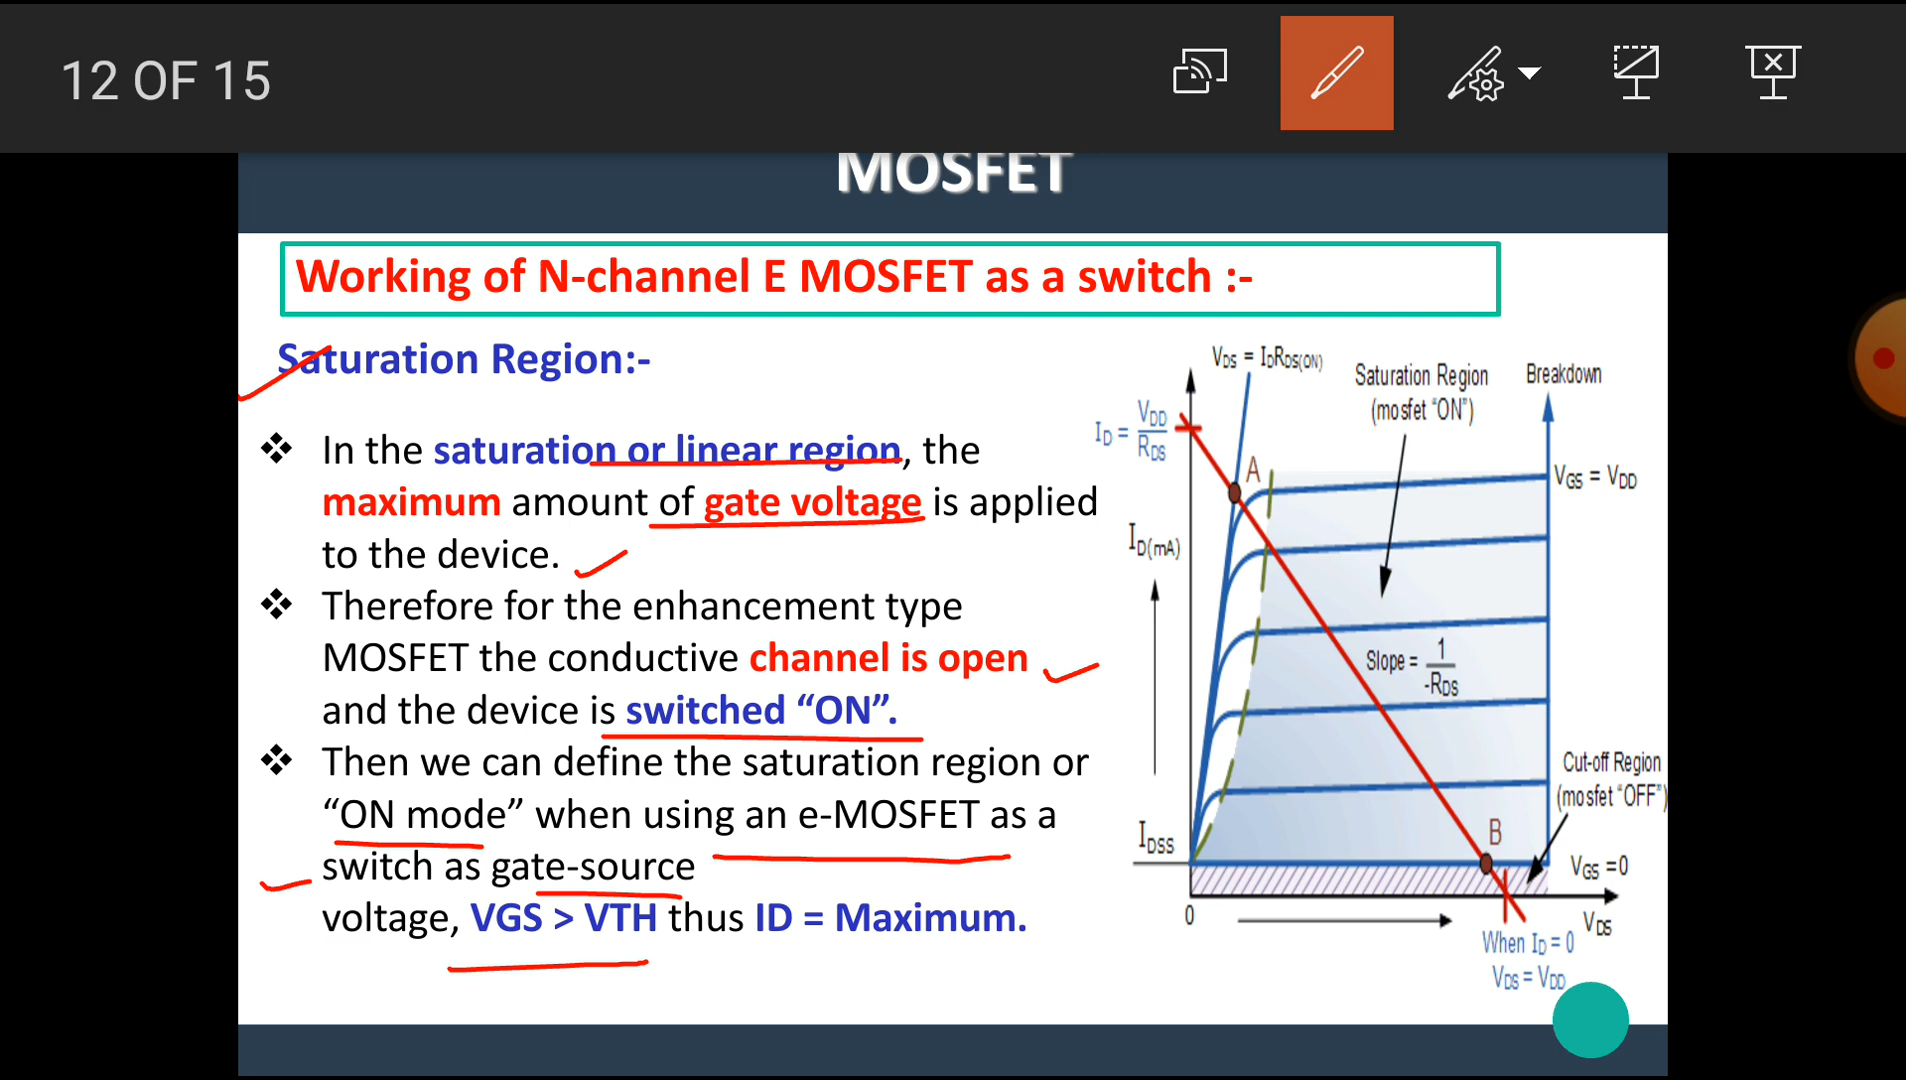 12 OF 15
MOSFET
Working of N-channel E MOSFET as a switch :-
Saturation Region:-
❖ In the saturation or linear region, the
maximum amount of gate voltage is applied
to the device.
❖ Therefore for the enhancement type
MOSFET the conductive channel is open
and the device is switched “ON”.
❖ Then we can define the saturation region or
“ON mode” when using an e-MOSFET as a
switch as gate-source
voltage, VGS > VTH thus ID = Maximum.
VDS = IDRDS(ON)
Saturation Region
(mosfet “ON”)
Breakdown
ID = VDD
RDS
A
VGS = VDD
ID(mA)
Slope = 1
-RDS
Cut-off Region
(mosfet “OFF”)
IDSS
B
VGS =0
0
VDS
When ID = 0
VDS = VDD